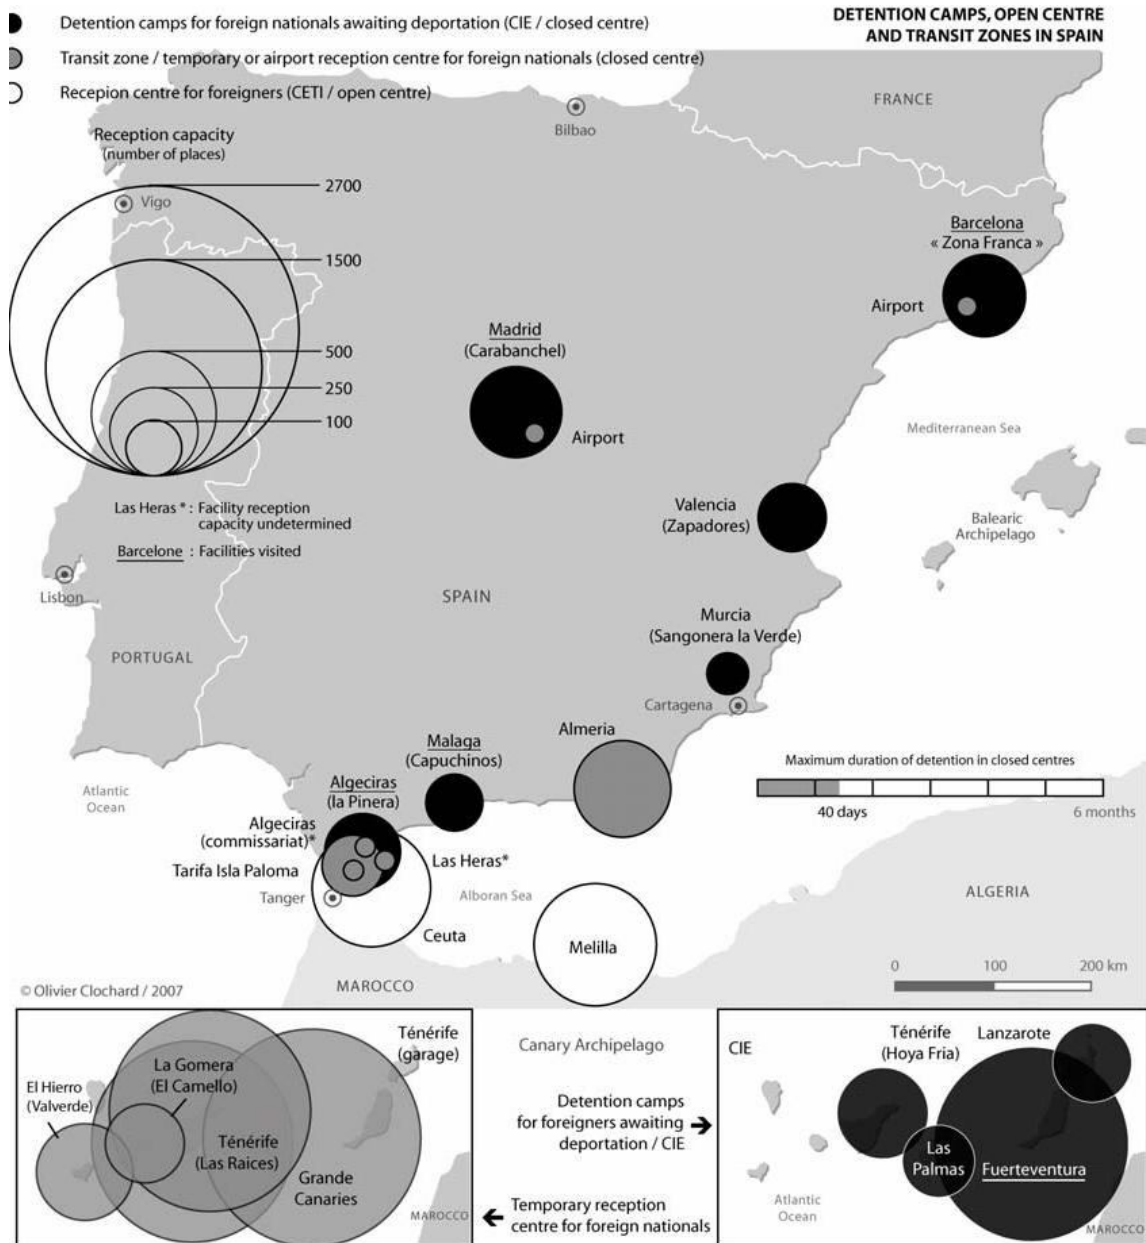 DETENTION CAMPS, OPEN CENTRE
AND TRANSIT ZONES IN SPAIN
Detention camps for foreign nationals awaiting deportation (CIE / closed centre)
Transit zone / temporary or airport reception centre for foreign nationals (closed centre)
Recepion centre for foreigners (CETI / open centre)
Reception capacity
(number of places)
2700
1500
500
250
100
Las Heras * : Facility reception
capacity undetermined
Barcelone : Facilities visited
FRANCE
Bilbao
Vigo
Barcelona
« Zona Franca »
Airport
Madrid
(Carabanchel)
Airport
Mediterranean Sea
Valencia
(Zapadores)
Balearic
Archipelago
Lisbon
SPAIN
PORTUGAL
Murcia
(Sangonera la Verde)
Cartagena
Almeria
Malaga
(Capuchinos)
Maximum duration of detention in closed centres
40 days
6 months
Atlantic
Ocean
Algeciras
(la Pinera)
Algeciras
(commissariat)*
Tarifa Isla Paloma
Las Heras*
Tanger
Alboran Sea
ALGERIA
Ceuta
Melilla
MAROCCO
0
100
200 km
© Olivier Clochard / 2007
Ténérife
(garage)
La Gomera
(El Camello)
El Hierro
(Valverde)
Ténérife
(Las Raices)
Grande
Canaries
MAROCCO
Canary Archipelago
Detention camps
for foreigners awaiting
deportation / CIE
Temporary reception
centre for foreign nationals
CIE
Ténérife
(Hoya Fria)
Lanzarote
Las
Palmas
Fuerteventura
Atlantic
Ocean
MAROCCO